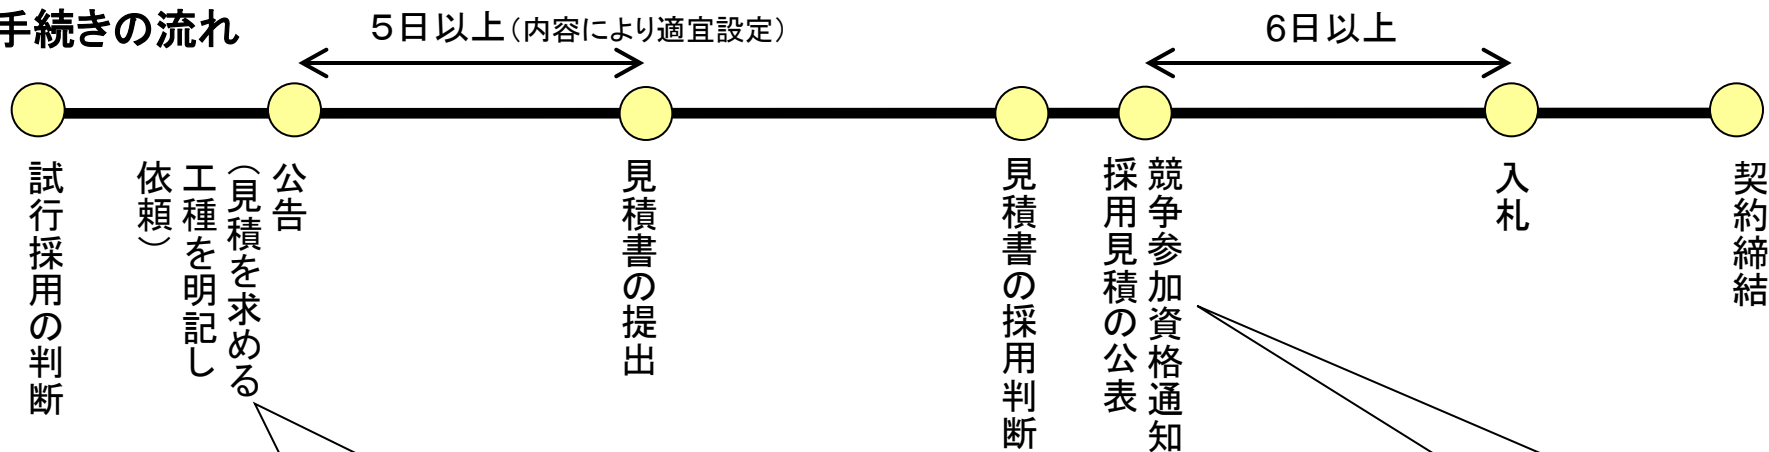 手続きの流れ
５日以上（内容により適宜設定）
6日以上
試行採用の判断
公告
（見積を求める
工種を明記し
依頼）
見積書の提出
見積書の採用判断
競争参加資格通知
採用見積の公表
入札
契約締結